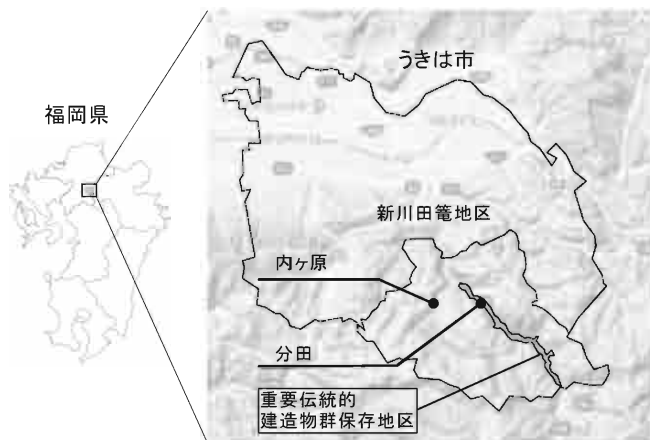 うきは市
福岡県
新川田篭地区
内ヶ原
分田
重要伝統的
建造物群保存地区